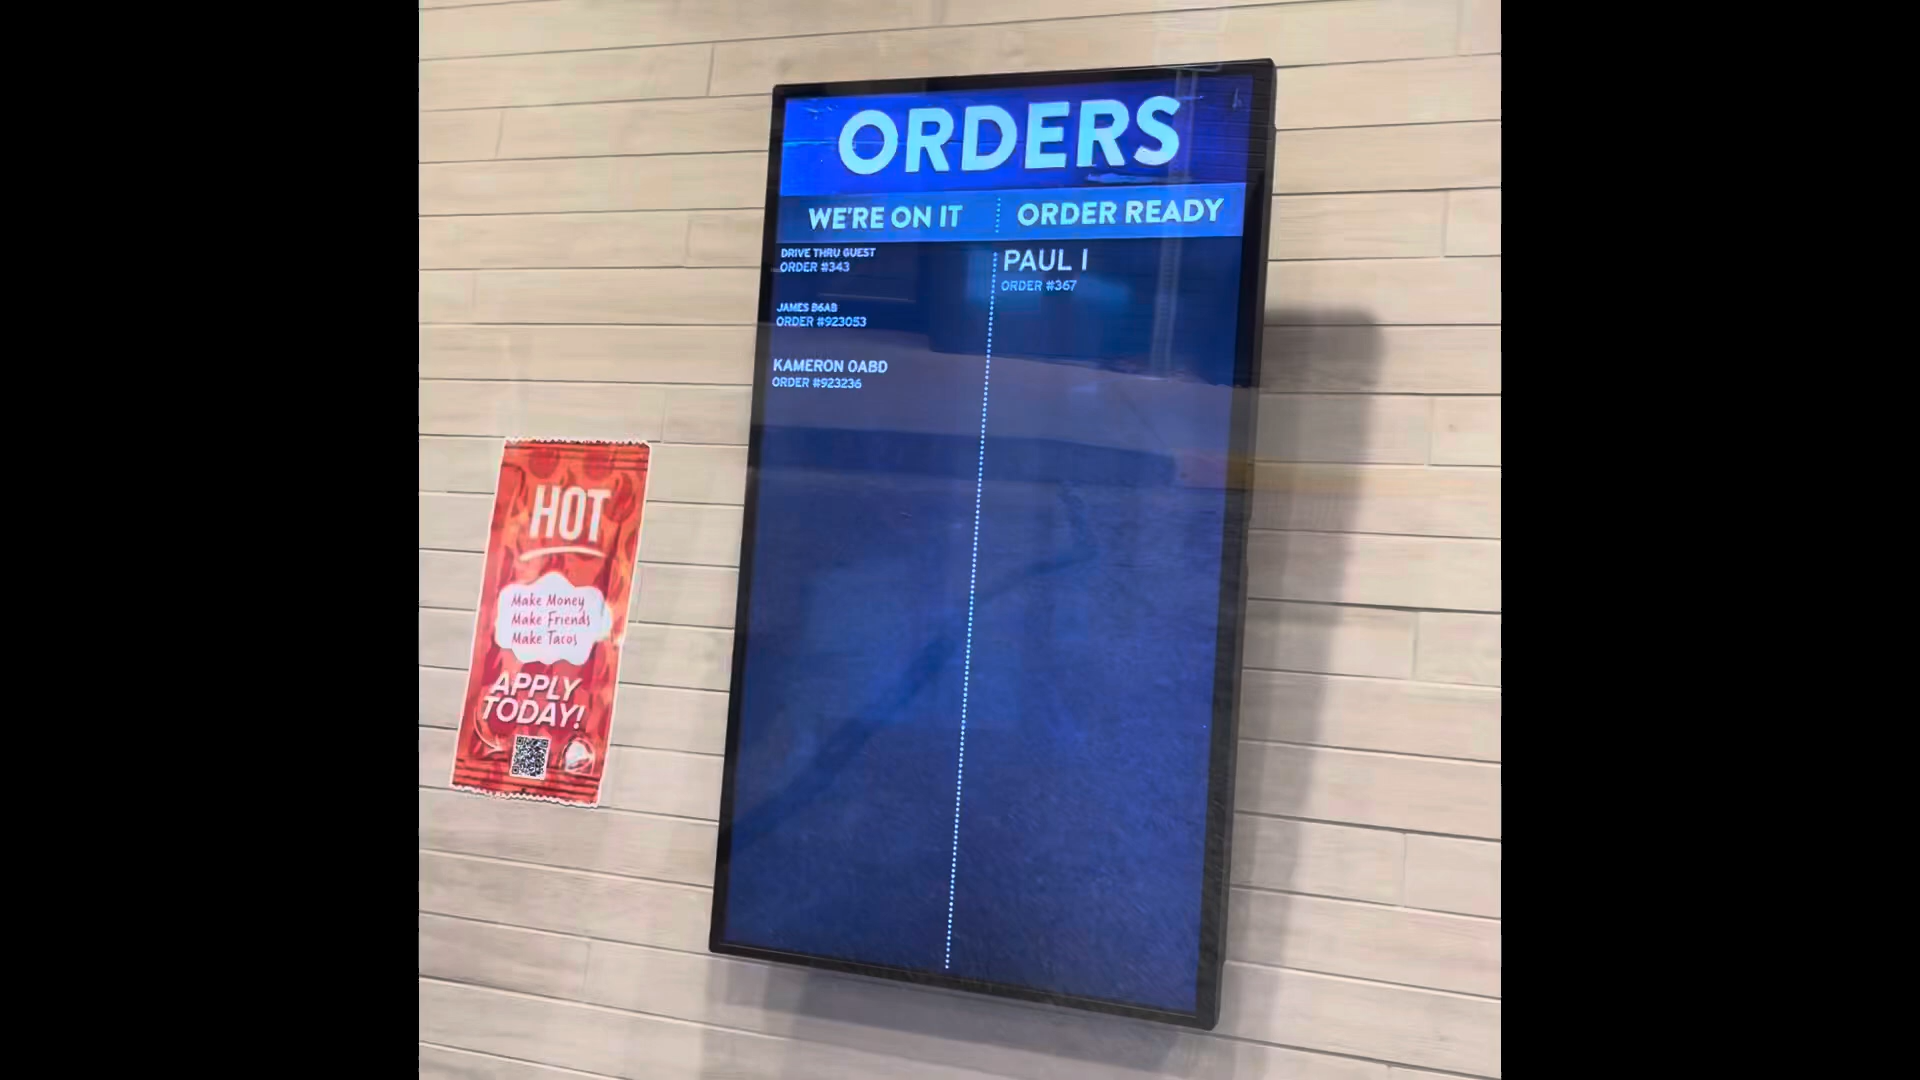 ORDERS
WE'RE ON IT
ORDER READY
DRIVE THRU GUEST
ORDER #343
JAMES B6AB
ORDER #923053
KAMERON 0ABD
ORDER #923236
PAUL I
ORDER #367
HOT
Make Money
Make Friends
Make Tacos
APPLY
TODAY!